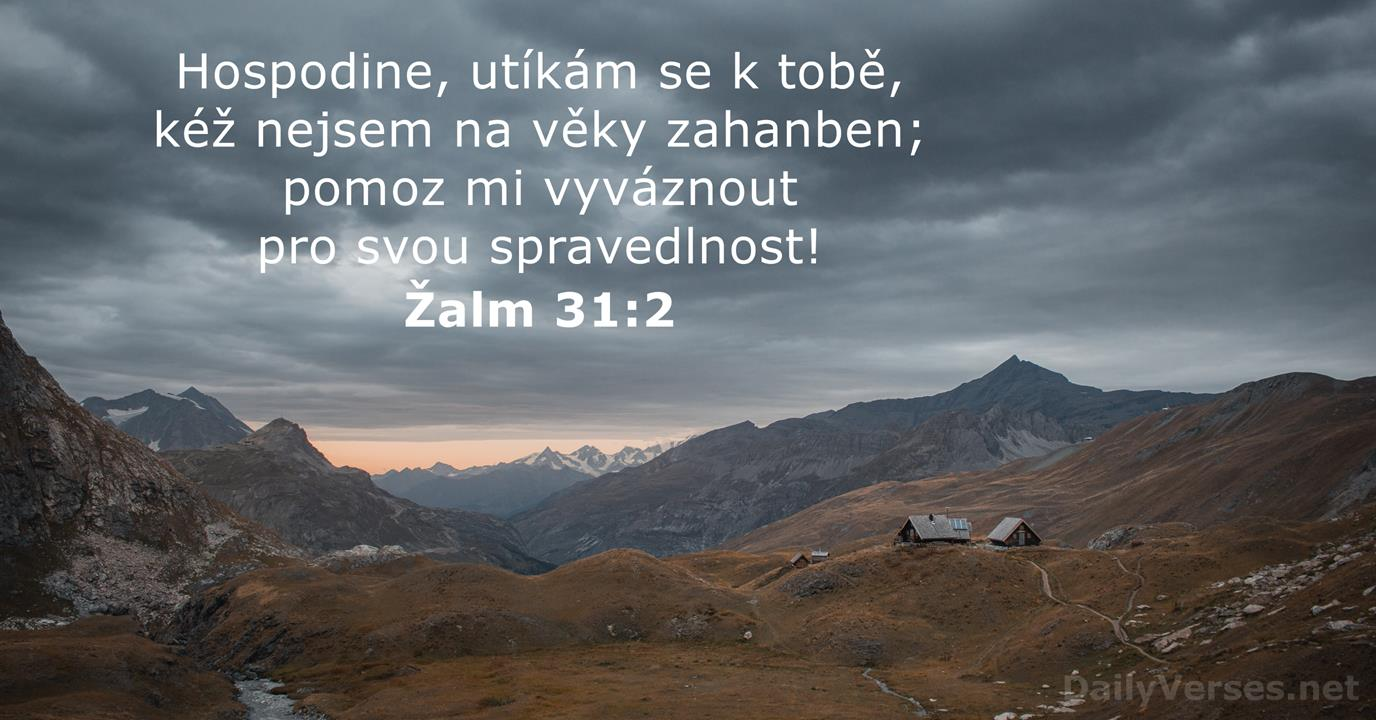 Hospodine, utíkám se k tobě,
kéž nejsem na věky zahanben;
pomoz mi vyváznout
pro svou spravedlnost!
Žalm 31:2
DailyVerses.net